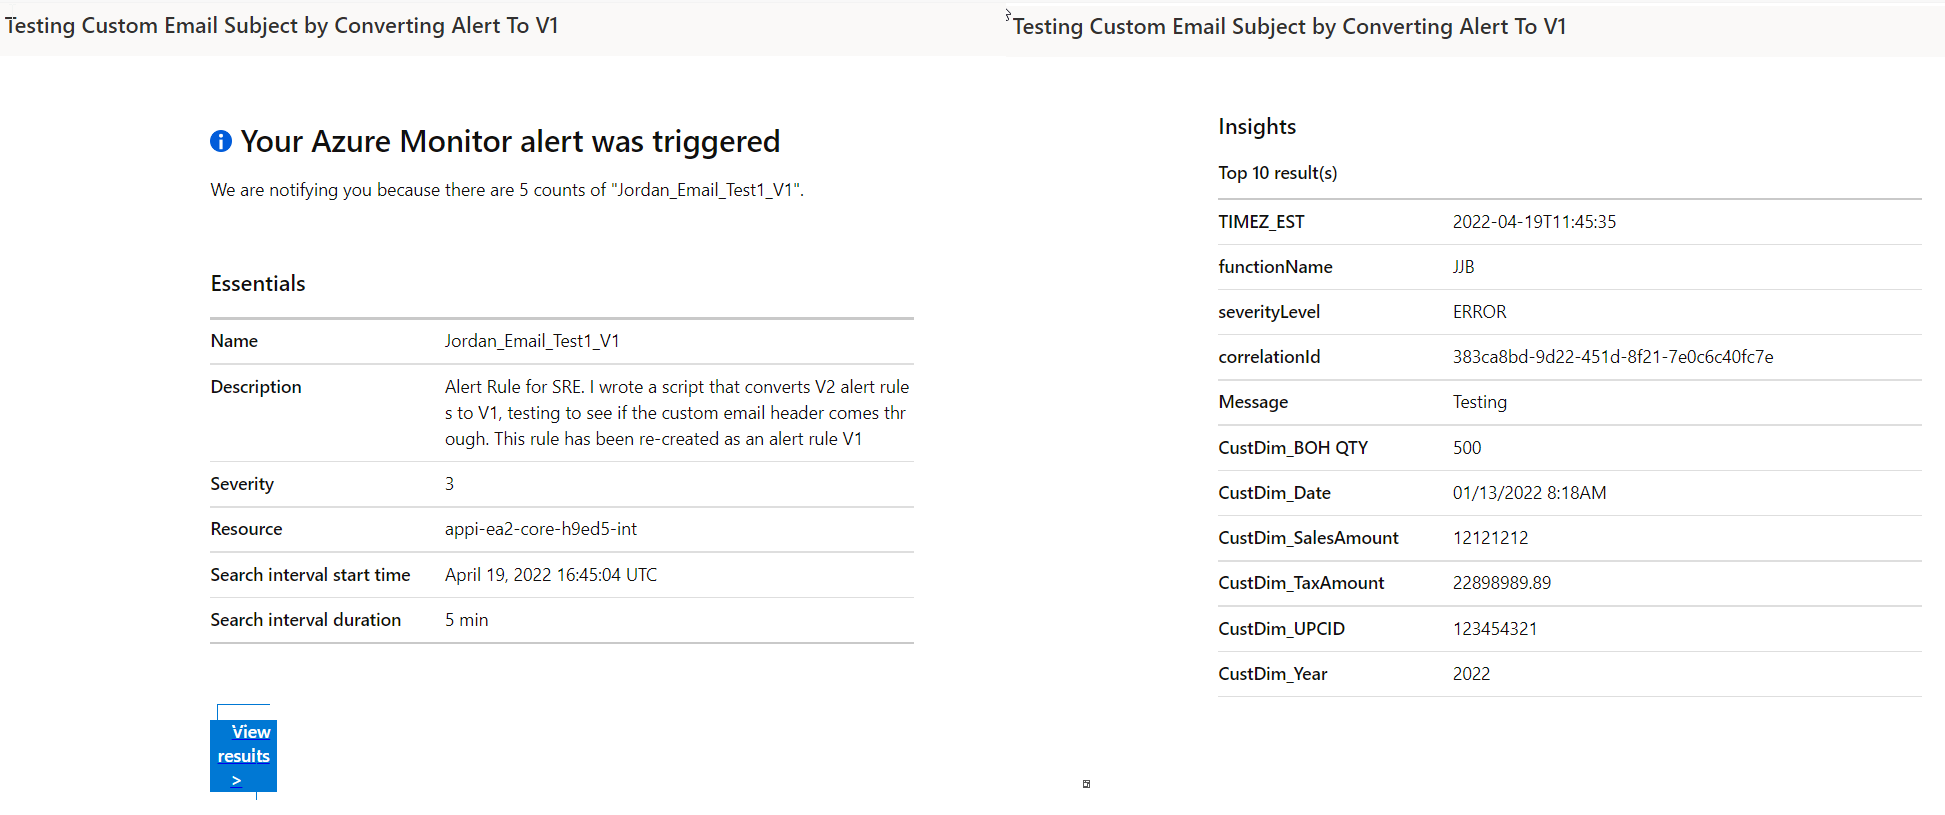 Testing Custom Email Subject by Converting Alert To V1
Your Azure Monitor alert was triggered
We are notifying you because there are 5 counts of "Jordan_Email_Test1_V1".
Essentials
Name Jordan_Email_Test1_V1
Description Alert Rule for SRE. I wrote a script that converts V2 alert rule
s to V1, testing to see if the custom email header comes thr
ough. This rule has been re-created as an alert rule V1
Severity 3
Resource appi-ea2-core-h9ed5-int
Search interval start time April 19, 2022 16:45:04 UTC
Search interval duration 5 min
View
resuits
>
Testing Custom Email Subject by Converting Alert To V1
Insights
Top 10 result(s)
TIMEZ_EST 2022-04-19T11:45:35
functionName JJB
severityLevel ERROR
correlationId 383ca8bd-9d22-451d-8f21-7e0c6c40fc7e
Message Testing
CustDim_BOH QTY 500
CustDim_Date 01/13/2022 8:18AM
CustDim_SalesAmount 12121212
CustDim_TaxAmount 22898989.89
CustDim_UPCID 123454321
CustDim_Year 2022